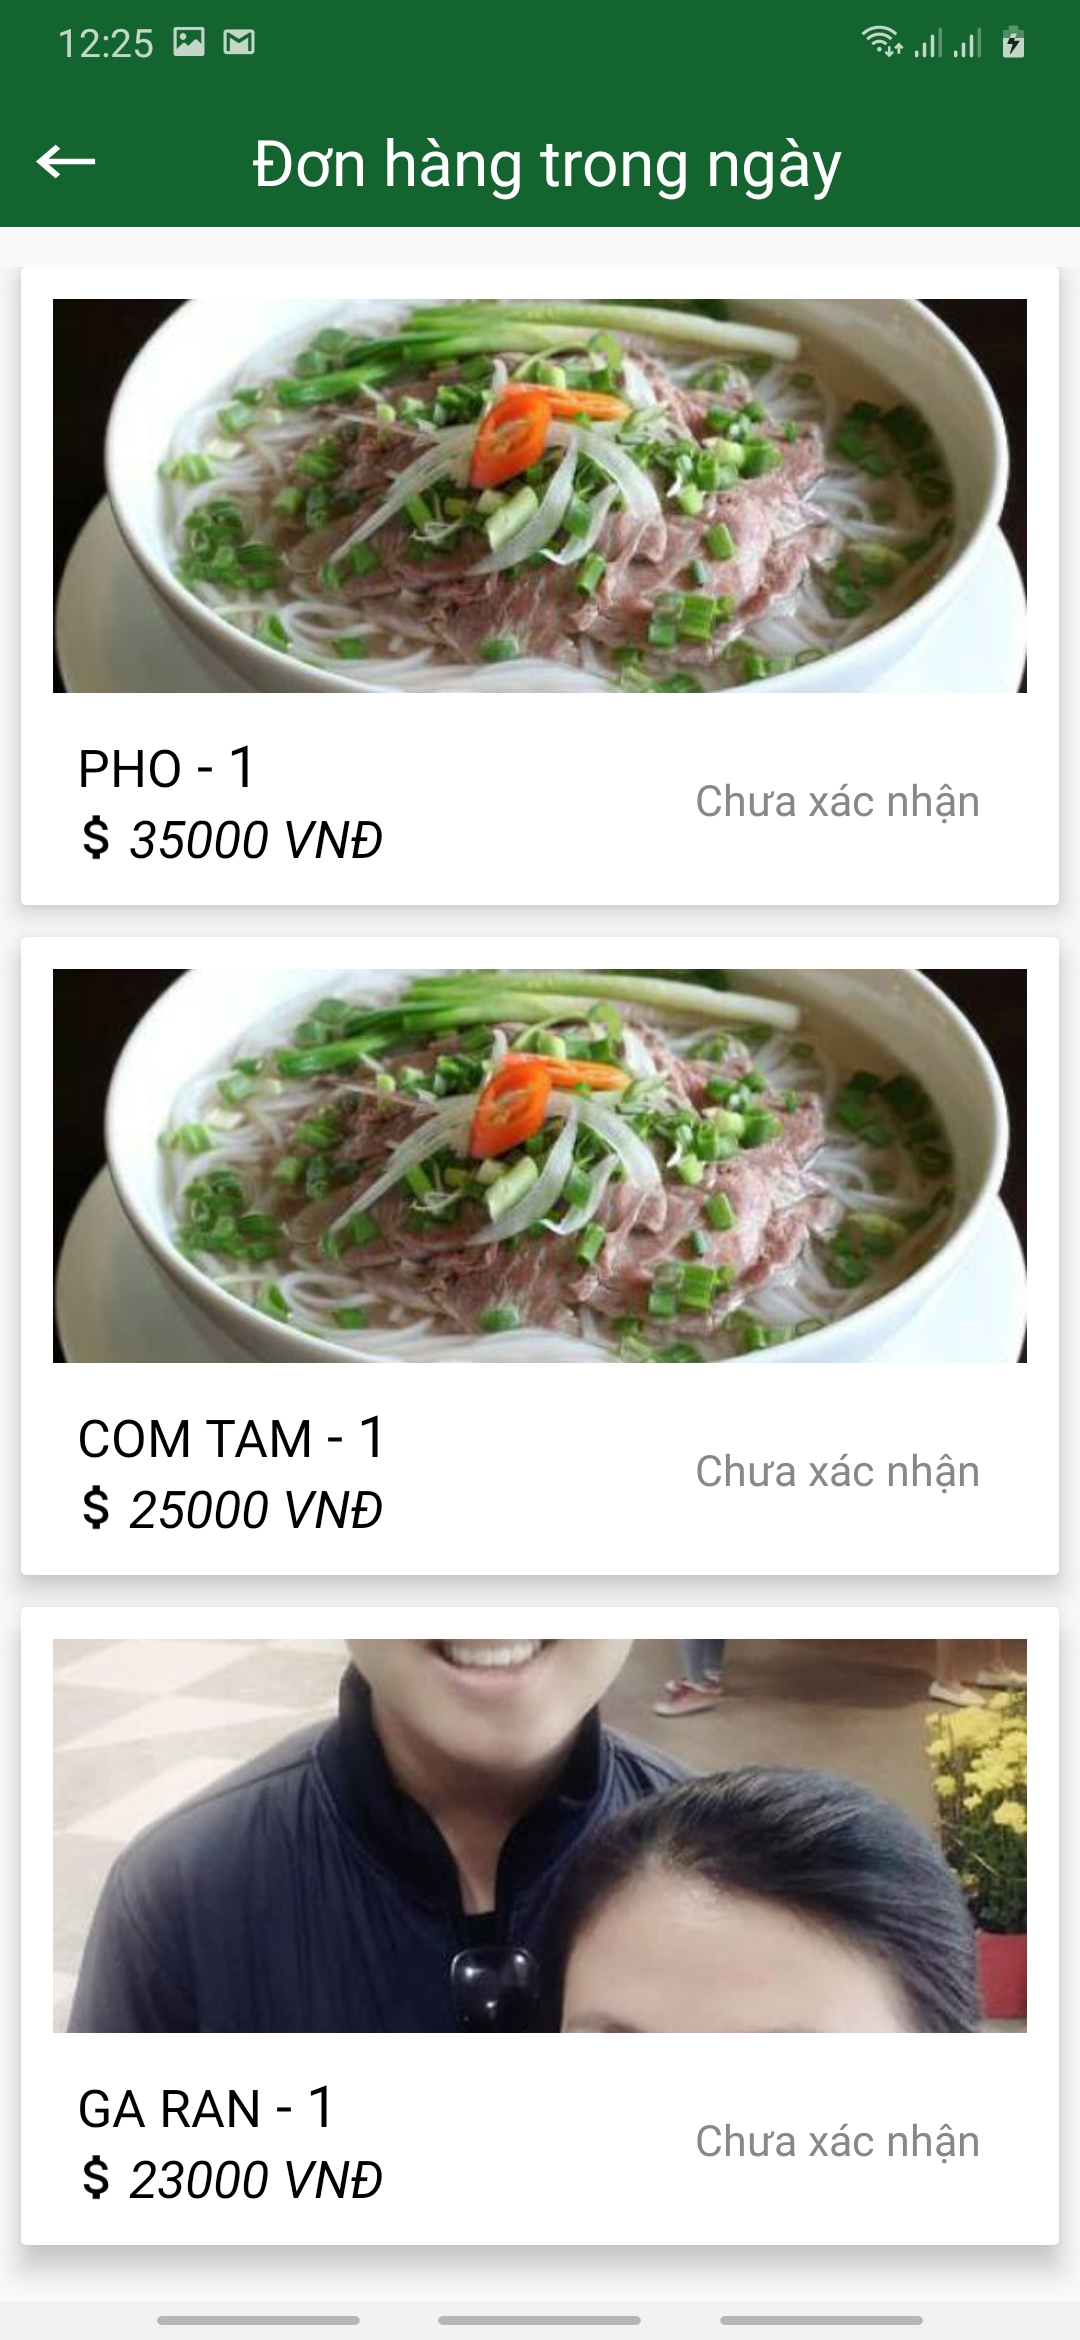 12:25
Đơn hàng trong ngày
PHO - 1
Chưa xác nhận
$ 35000 VNĐ
COM TAM - 1
Chưa xác nhận
$ 25000 VNĐ
GA RAN - 1
Chưa xác nhận
$ 23000 VNĐ